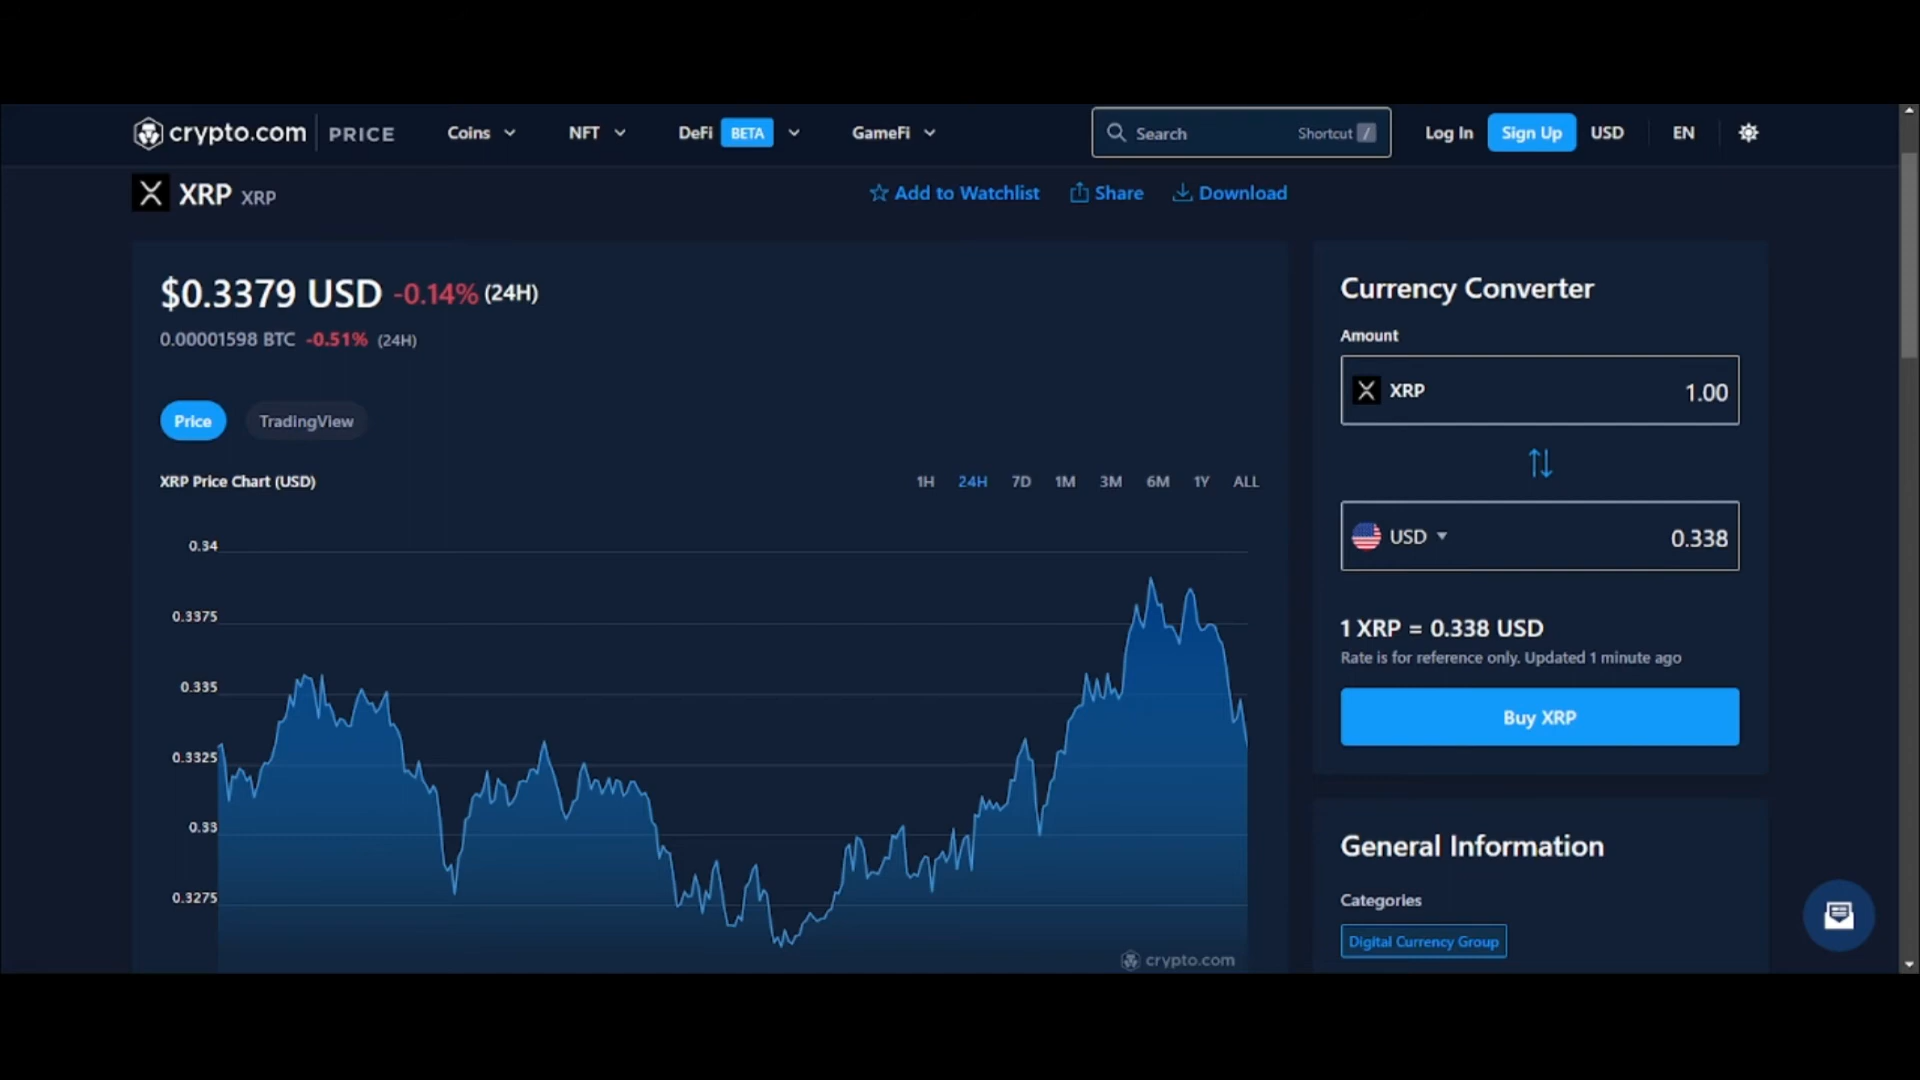 crypto.com PRICE Coins NFT DeFi BETA GameFi Search Shortcut / Log In Sign Up USD EN
XRP XRP Add to Watchlist Share Download
$0.3379 USD -0.14% (24H)
0.00001598 BTC -0.51% (24H)
Price TradingView
XRP Price Chart (USD) 1H 24H 7D 1M 3M 6M 1Y ALL
0.34
0.3375
0.335
0.3325
0.33
0.3275
crypto.com
Currency Converter
Amount
XRP 1.00
USD 0.338
1 XRP = 0.338 USD
Rate is for reference only. Updated 1 minute ago
Buy XRP
General Information
Categories
Digital Currency Group